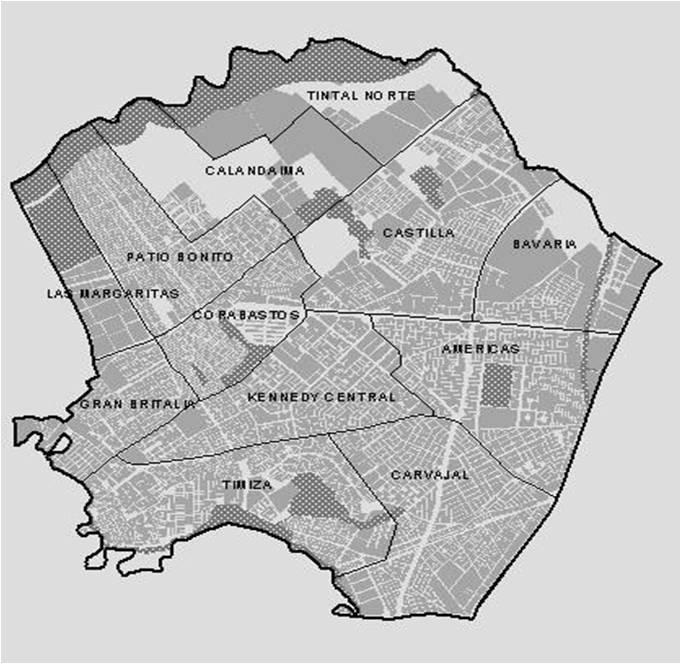 TINTAL NORTE
CALANDAIMA
CASTILLA
BAVARIA
PATIO BONITO
LAS MARGARITAS
CORABASTOS
AMERICAS
KENNEDY CENTRAL
GRAN BRITALIA
CARVAJAL
TIMIZA